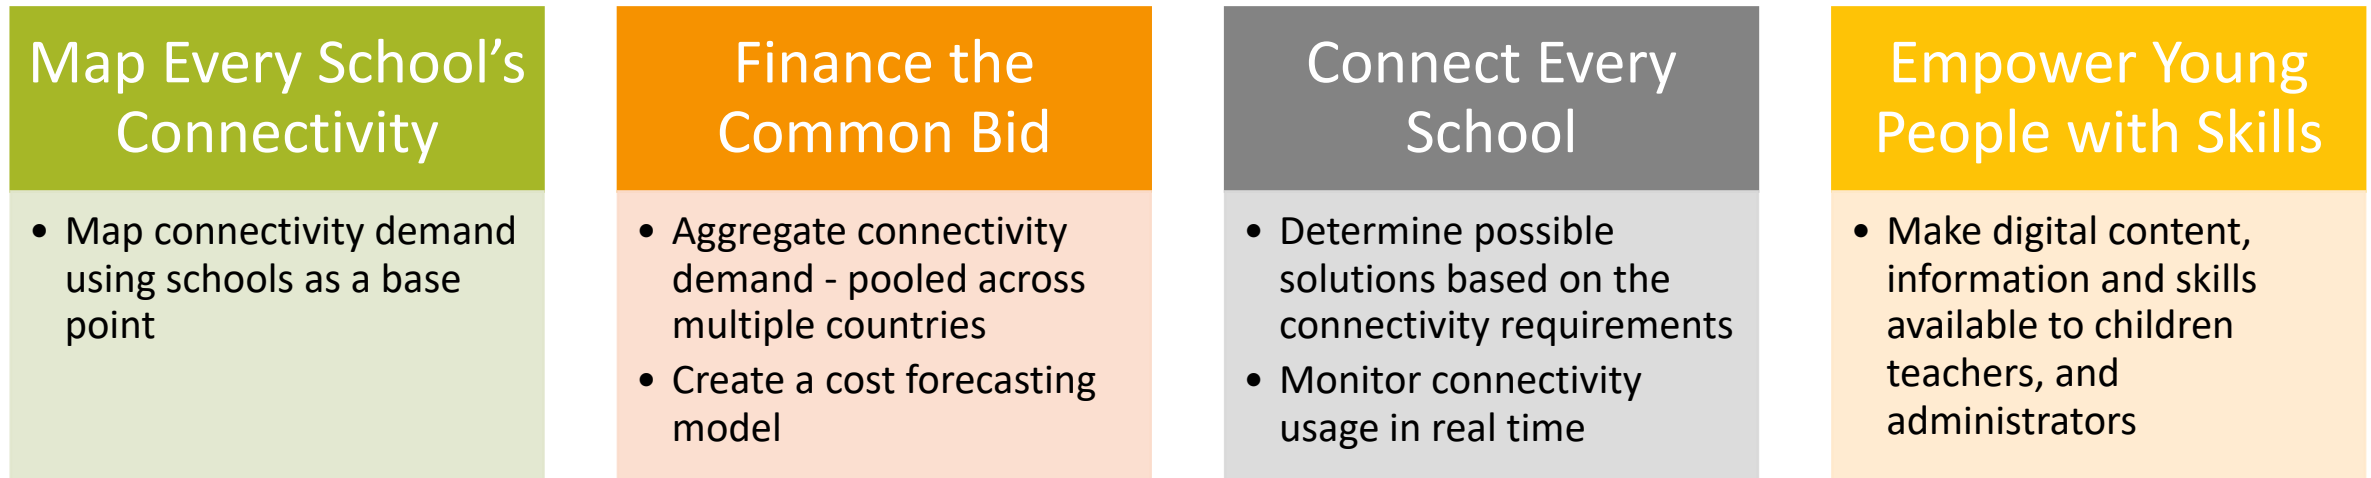 Map Every School’s
Connectivity
• Map connectivity demand
using schools as a base
point
Finance the
Common Bid
• Aggregate connectivity
demand - pooled across
multiple countries
• Create a cost forecasting
model
Connect Every
School
• Determine possible
solutions based on the
connectivity requirements
• Monitor connectivity
usage in real time
Empower Young
People with Skills
• Make digital content,
information and skills
available to children
teachers, and
administrators